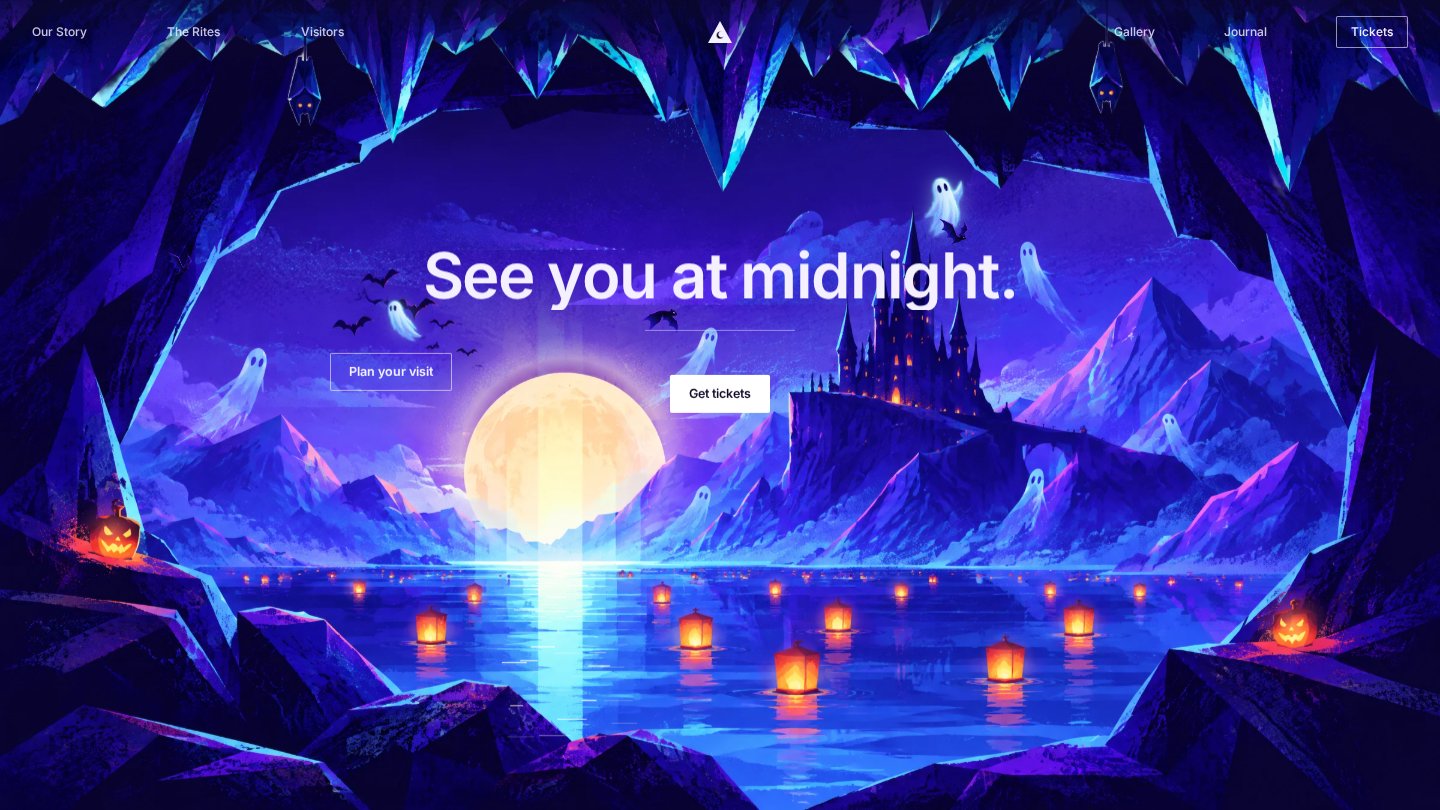 Our Story
The Rites
Visitors
Gallery
Journal
Tickets
See you at midnight.
Plan your visit
Get tickets